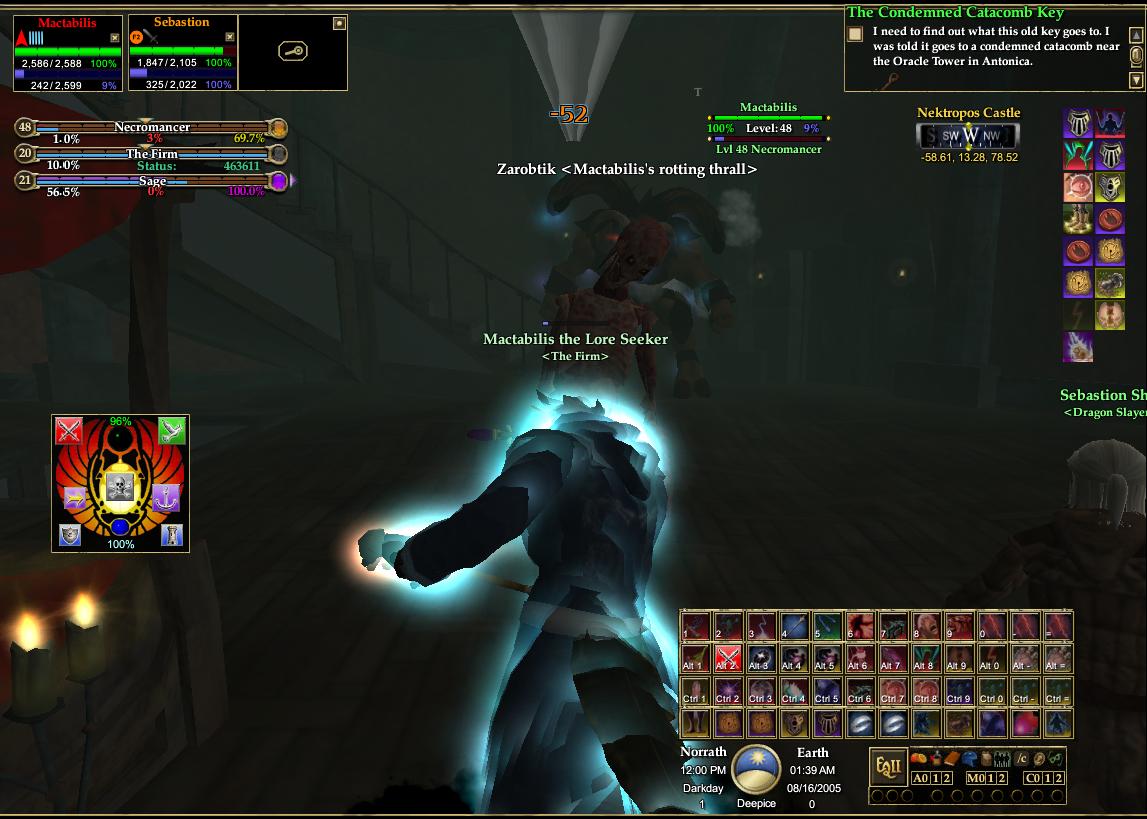 Mactabilis
2,586/2,588 100%
242/2,599 9%
Sebastion
F2
1,847/2,105 100%
325/2,022 100%
The Condemned Catacomb Key
I need to find out what this old key goes to. I
was told it goes to a condemned catacomb near
the Oracle Tower in Antonica.
48 Necromancer
1.0% 3% 69.7%
20 The Firm
10.0% Status: 463611
21 Sage
56.5% 0% 100.0%
-52
T
Mactabilis
100% Level: 48 9%
Lvl 48 Necromancer
Nektropos Castle
S SW W NW
-58.61, 13.28, 78.52
Zarobtik <Mactabilis's rotting thrall>
Mactabilis the Lore Seeker
<The Firm>
Sebastion Sh
<Dragon Slayer
96%
100%
1 2 3 4 5 6 7 8 9 0 - =
Alt 1 Alt 2 Alt 3 Alt 4 Alt 5 Alt 6 Alt 7 Alt 8 Alt 9 Alt 0 Alt - Alt =
Ctrl 1 Ctrl 2 Ctrl 3 Ctrl 4 Ctrl 5 Ctrl 6 Ctrl 7 Ctrl 8 Ctrl 9 Ctrl 0 Ctrl - Ctrl =
Norrath
12:00 PM
Darkday
1
Deepice
Earth
01:39 AM
08/16/2005
0
EQII
/c
A0 1 2 M0 1 2 C0 1 2